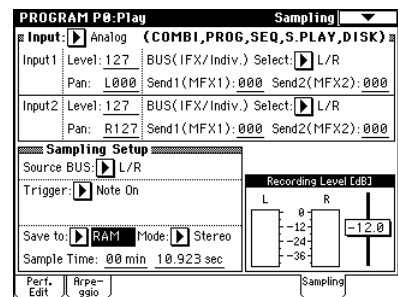 PROGRAM P0:Play Sampling
Input: Analog (COMBI,PROG,SEQ,S.PLAY,DISK)
Input1 Level: 127 BUS(IFX/Indiv.) Select: L/R
Pan: L000 Send1(MFX1): 000 Send2(MFX2): 000
Input2 Level: 127 BUS(IFX/Indiv.) Select: L/R
Pan: R127 Send1(MFX1): 000 Send2(MFX2): 000
Sampling Setup
Source BUS: L/R
Trigger: Note On
Save to: RAM Mode: Stereo
Sample Time: 00 min 10.923 sec
Recording Level [dB]
L R
0
-12
-24
-36
-12.0
Perf. Edit
Arpe-ggio
Sampling